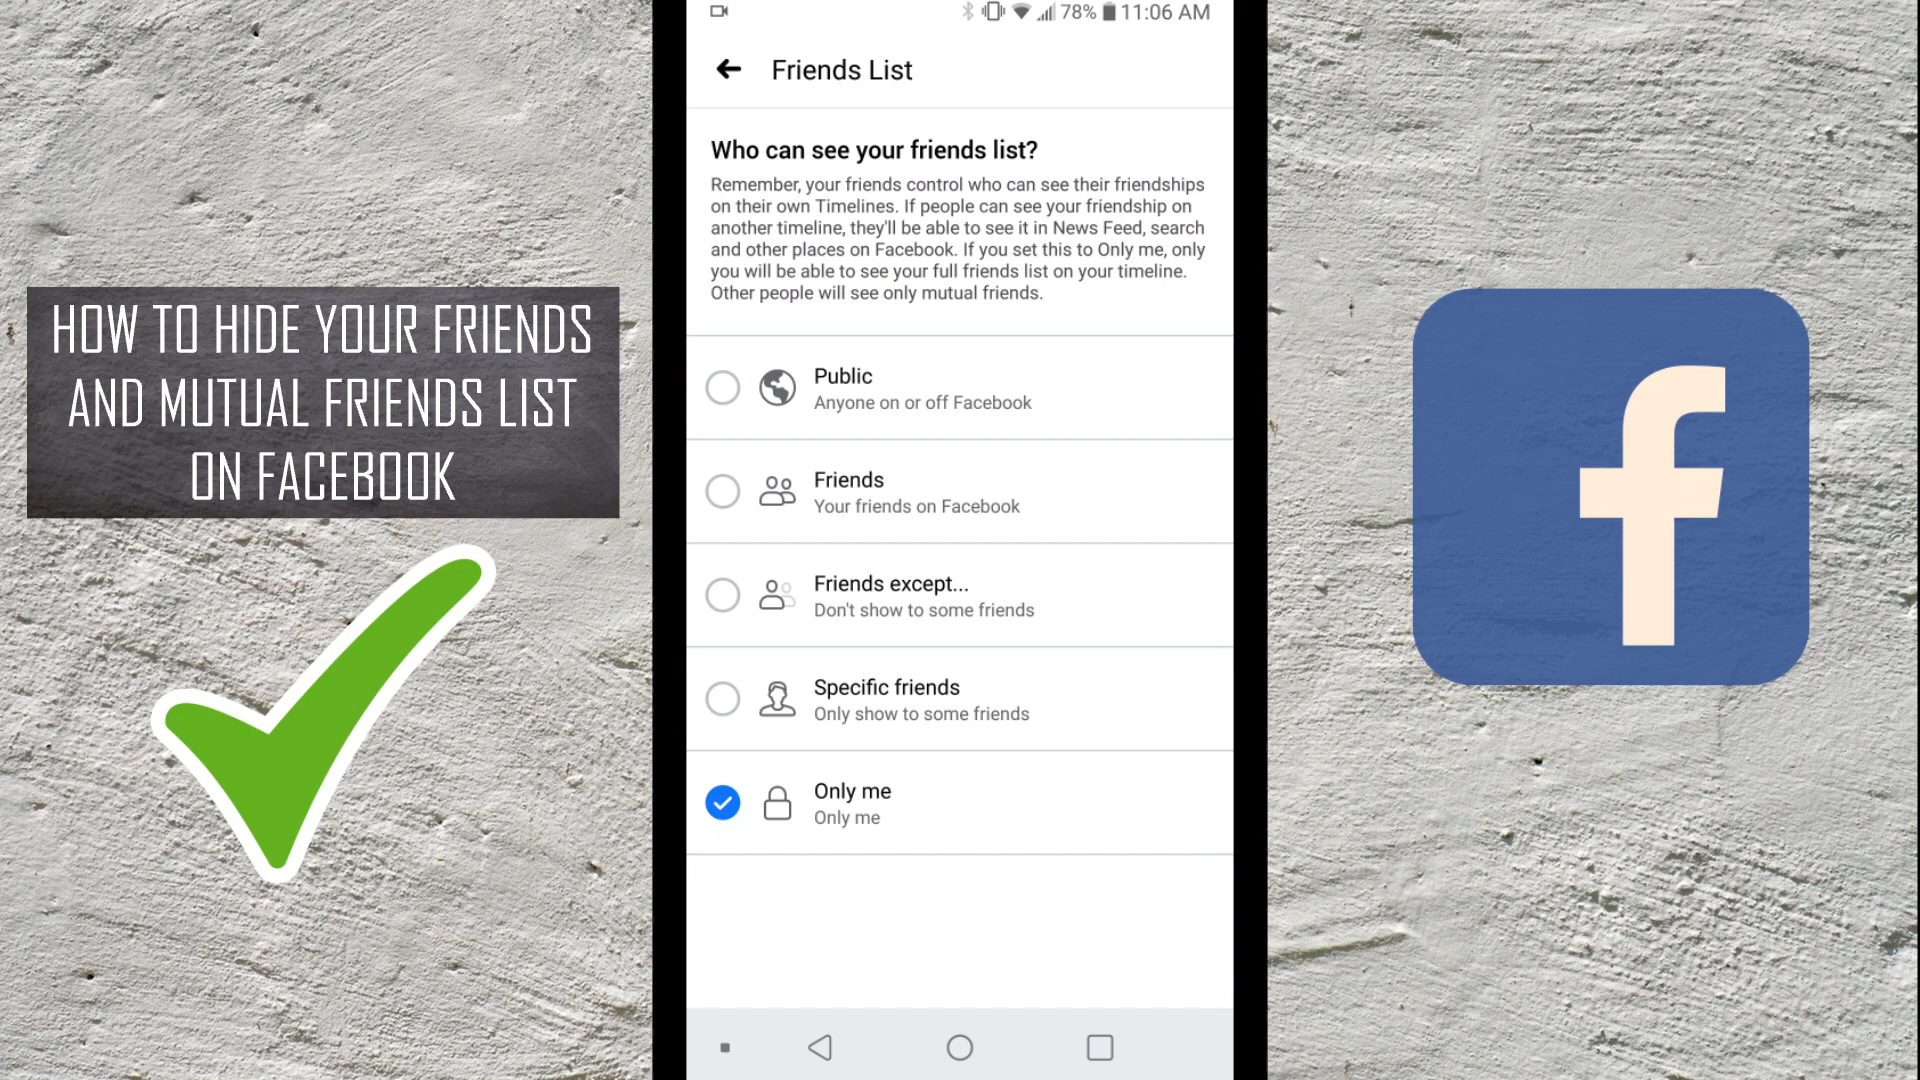 78% 11:06 AM
Friends List
Who can see your friends list?
Remember, your friends control who can see their friendships
on their own Timelines. If people can see your friendship on
another timeline, they'll be able to see it in News Feed, search
and other places on Facebook. If you set this to Only me, only
you will be able to see your full friends list on your timeline.
Other people will see only mutual friends.
HOW TO HIDE YOUR FRIENDS
AND MUTUAL FRIENDS LIST
ON FACEBOOK
Public
Anyone on or off Facebook
Friends
Your friends on Facebook
Friends except...
Don't show to some friends
Specific friends
Only show to some friends
Only me
Only me
f